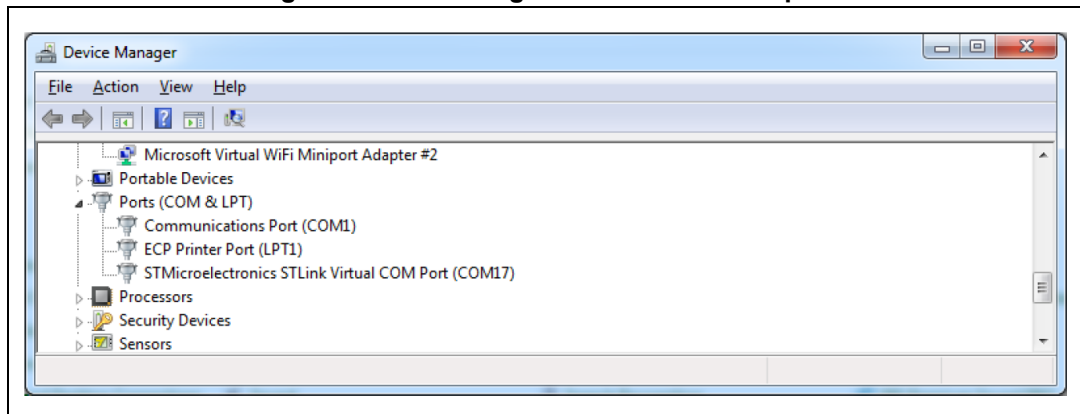 Device Manager
File Action View Help
Microsoft Virtual WiFi Miniport Adapter #2
Portable Devices
Ports (COM & LPT)
Communications Port (COM1)
ECP Printer Port (LPT1)
STMicroelectronics STLink Virtual COM Port (COM17)
Processors
Security Devices
Sensors